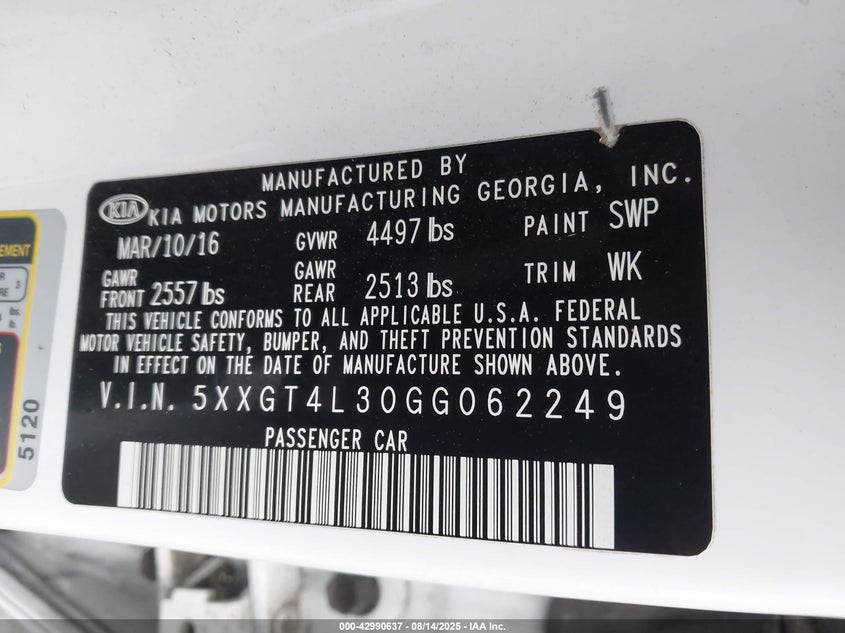 MANUFACTURED BY
KIA KIA MOTORS MANUFACTURING GEORGIA, INC.
MAR/10/16 GVWR 4497 lbs PAINT SWP
GAWR FRONT 2557 lbs GAWR REAR 2513 lbs TRIM WK
THIS VEHICLE CONFORMS TO ALL APPLICABLE U.S.A. FEDERAL
MOTOR VEHICLE SAFETY, BUMPER, AND THEFT PREVENTION STANDARDS
IN EFFECT ON THE DATE OF MANUFACTURE SHOWN ABOVE.
V.I.N. 5XXGT4L30GG062249
PASSENGER CAR
5120
000-42990637 - 08/14/2025 - IAA Inc.